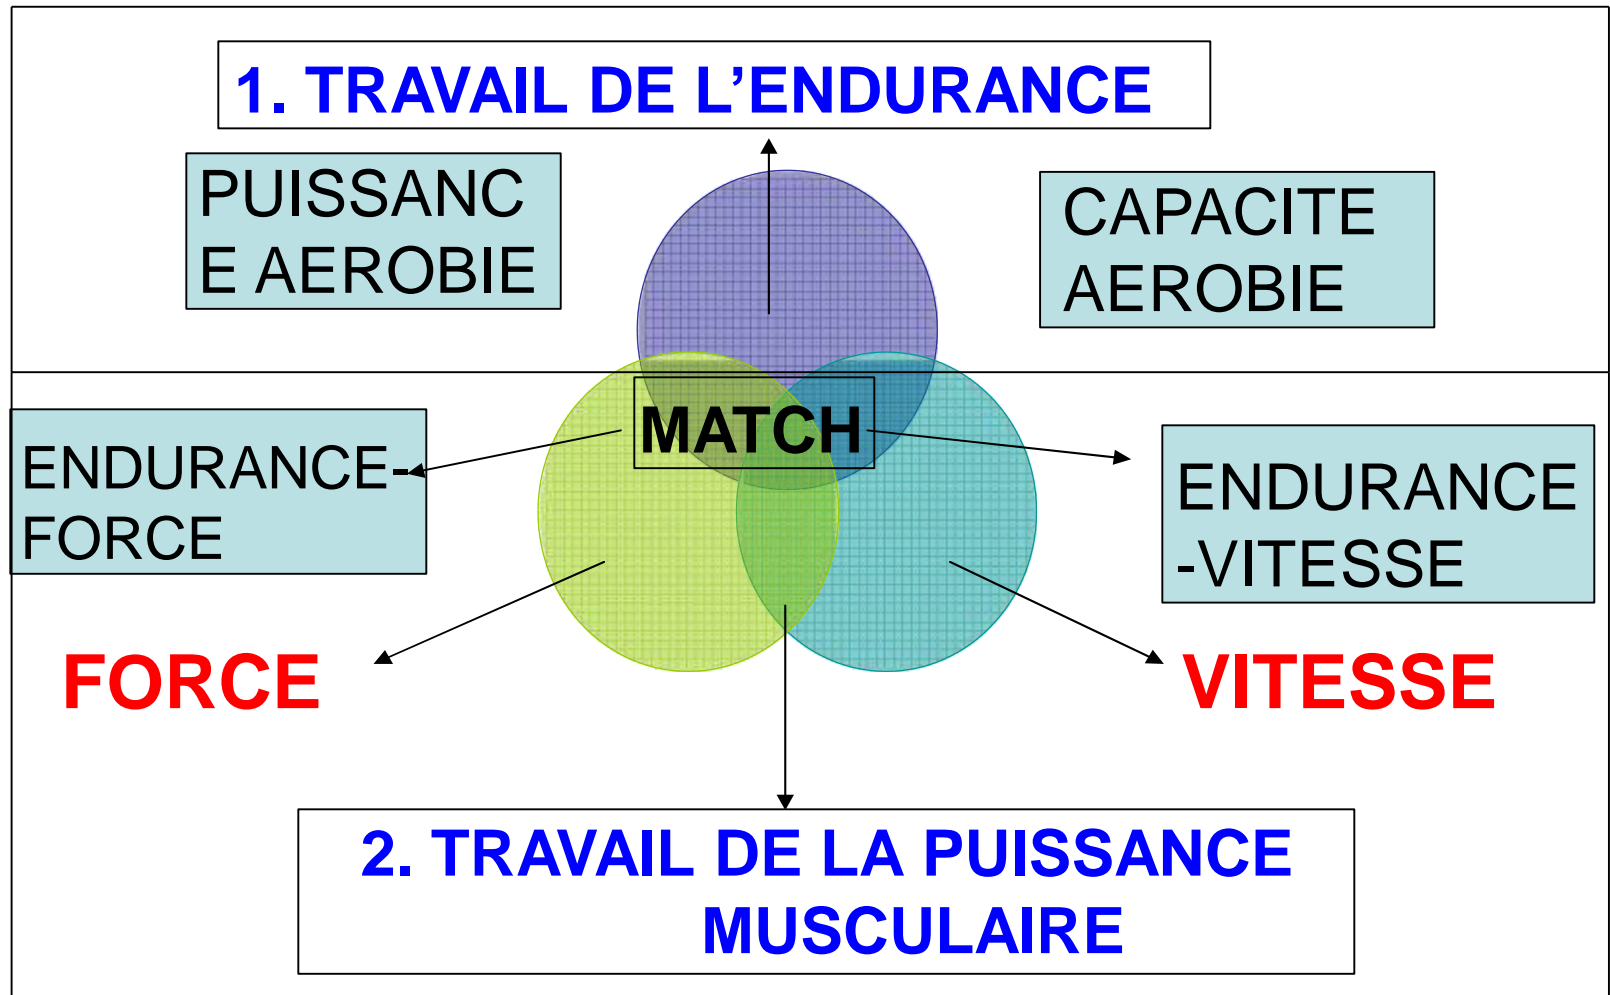 1. TRAVAIL DE L’ENDURANCE
PUISSANC
E AEROBIE
CAPACITE
AEROBIE
MATCH
ENDURANCE-
FORCE
ENDURANCE
-VITESSE
FORCE
VITESSE
2. TRAVAIL DE LA PUISSANCE
MUSCULAIRE